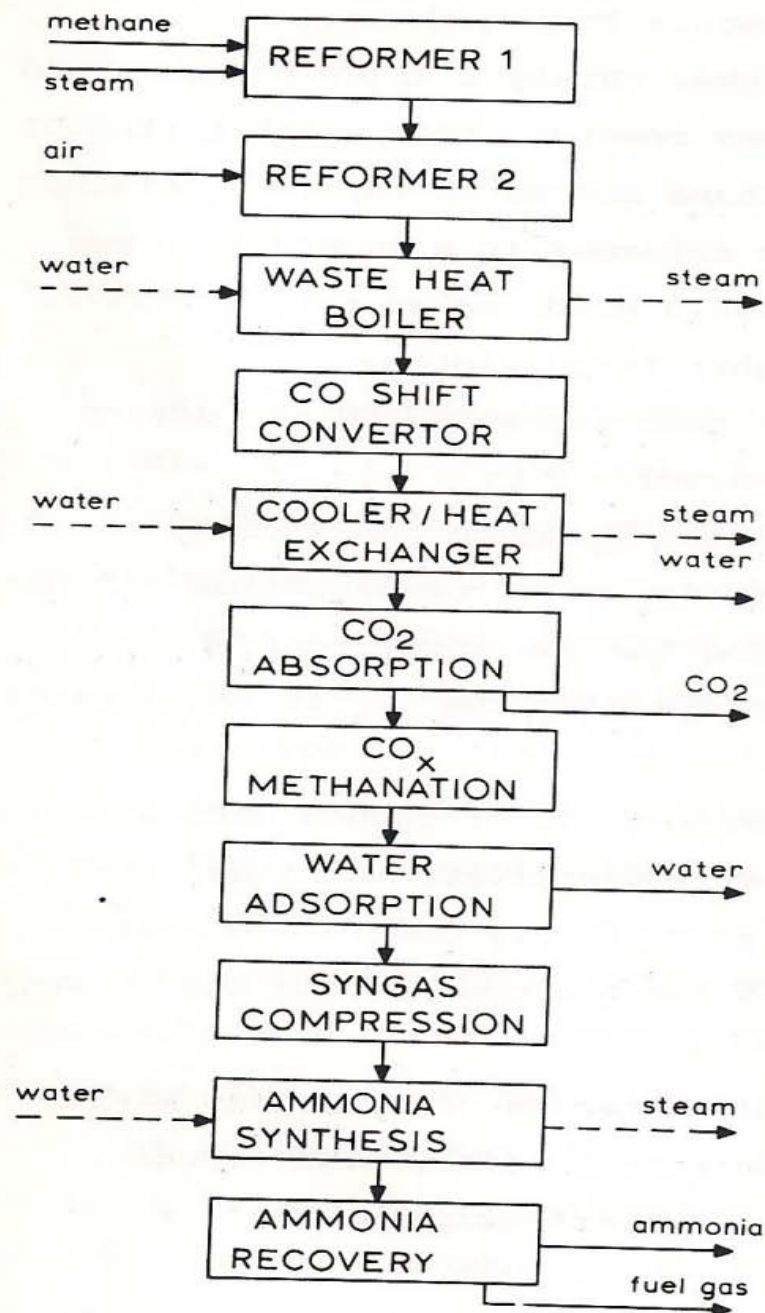 methane
REFORMER 1
steam
air
REFORMER 2
water
WASTE HEAT
BOILER
steam
CO SHIFT
CONVERTOR
water
COOLER / HEAT
EXCHANGER
steam
water
CO₂
ABSORPTION
CO₂
COₓ
METHANATION
WATER
ADSORPTION
water
SYNGAS
COMPRESSION
water
AMMONIA
SYNTHESIS
steam
AMMONIA
RECOVERY
ammonia
fuel gas